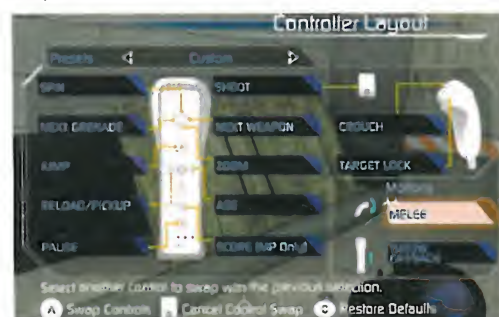 Controller Layout
Presets
Custom
SPIN
SHOOT
NEXT GRENADE
NEXT WEAPON
CROUCH
JUMP
ZOOM
TARGET LOCK
Motions
RELOAD/PICKUP
ASE
MELEE
PAUSE
SCORE (MP Only)
GRENADE
Select another control to swap with the previous selection.
A Swap Controls
Cancel Control Swap
Restore Defaults